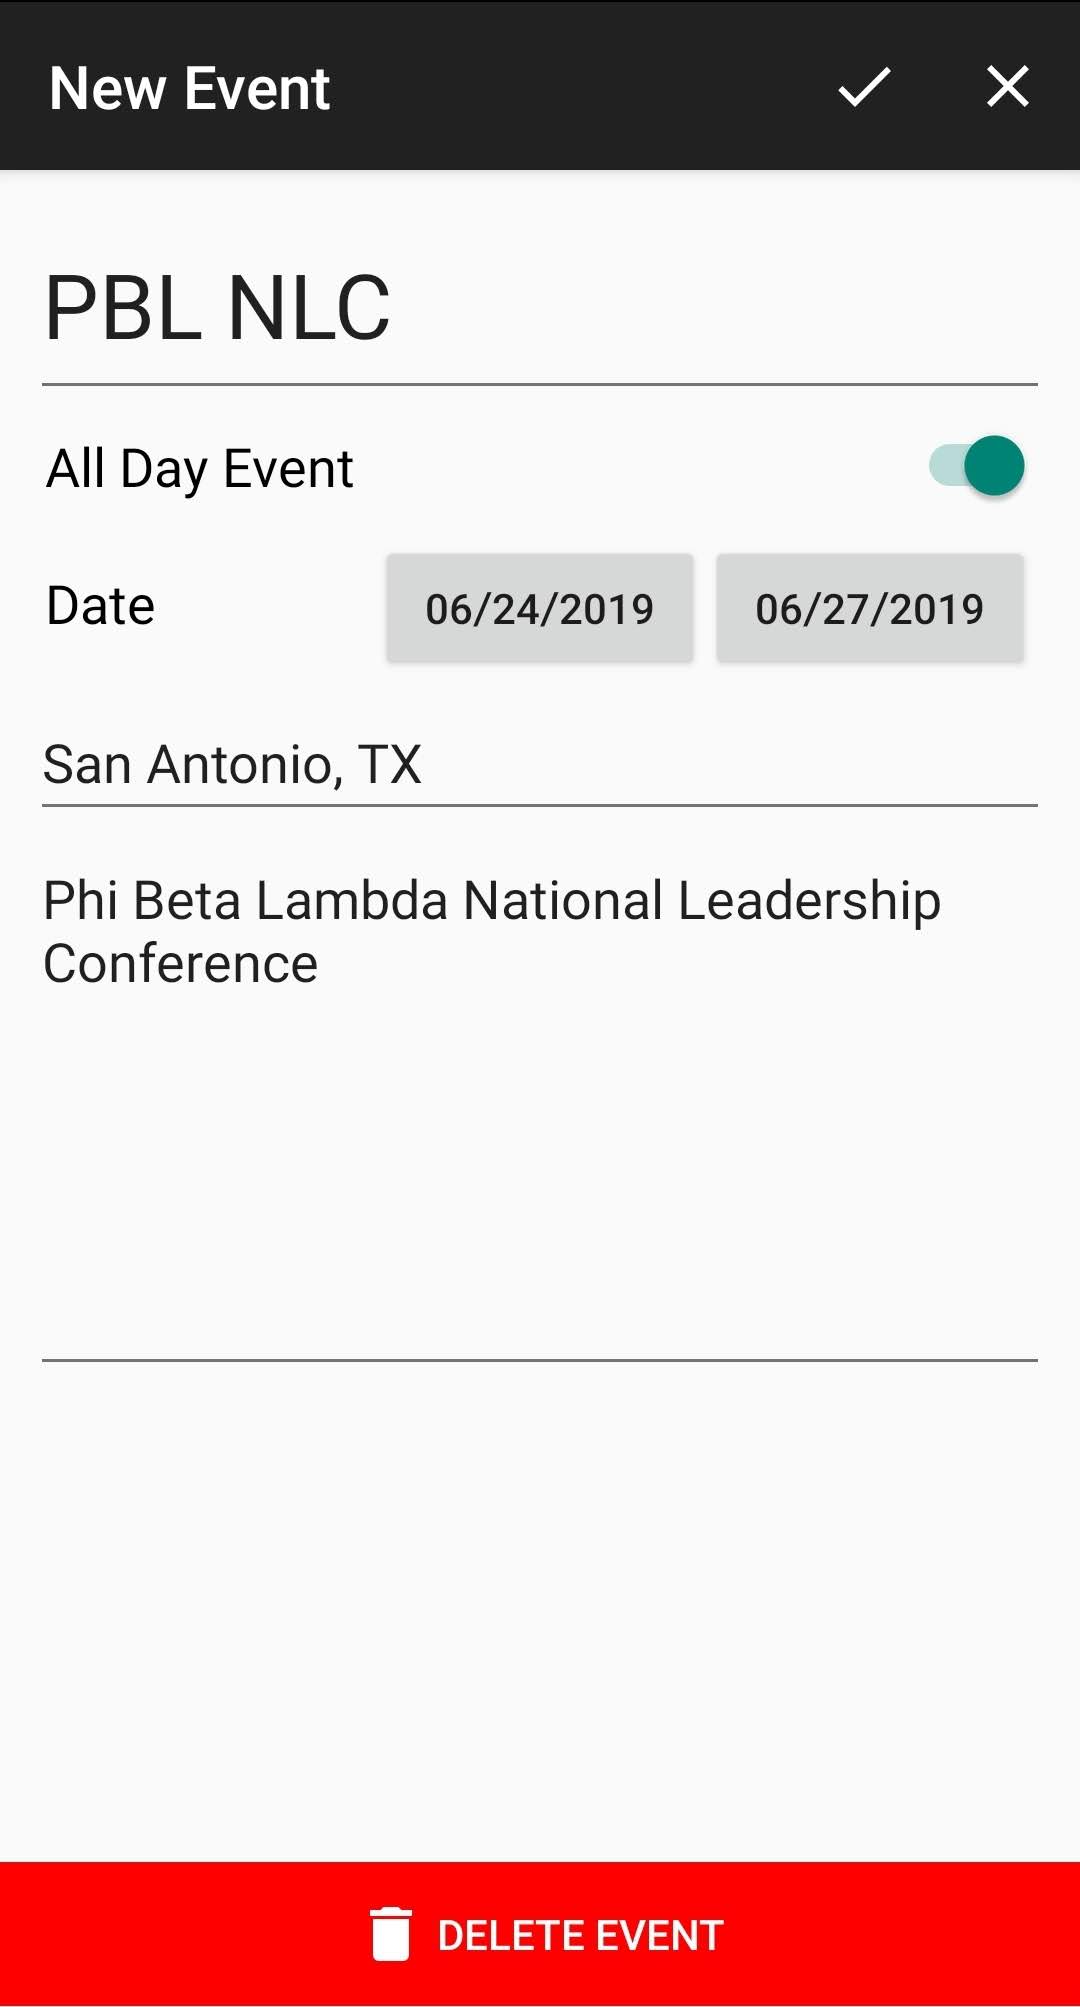 New Event
PBL NLC
All Day Event
Date 06/24/2019 06/27/2019
San Antonio, TX
Phi Beta Lambda National Leadership
Conference
DELETE EVENT